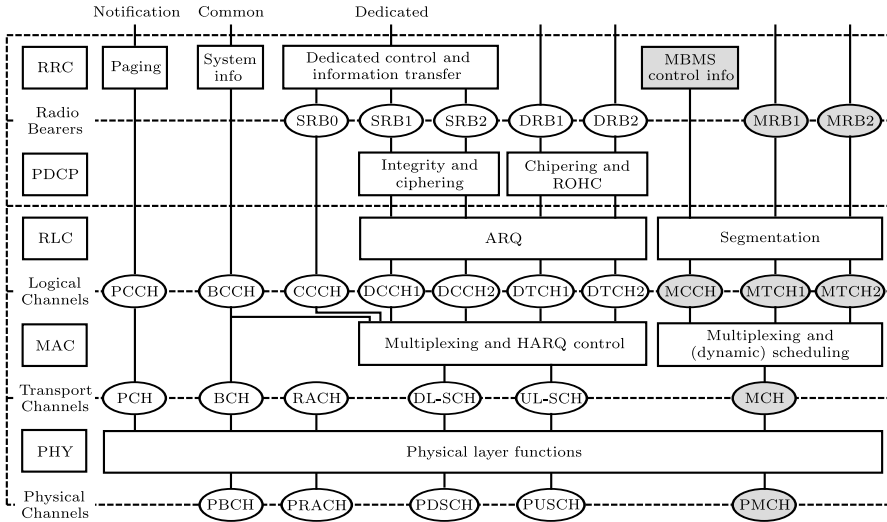 Notification Common Dedicated
RRC Paging System info Dedicated control and information transfer MBMS control info
Radio Bearers SRB0 SRB1 SRB2 DRB1 DRB2 MRB1 MRB2
PDCP Integrity and ciphering Chipering and ROHC
RLC ARQ Segmentation
Logical Channels PCCH BCCH CCCH DCCH1 DCCH2 DTCH1 DTCH2 MCCH MTCH1 MTCH2
MAC Multiplexing and HARQ control Multiplexing and (dynamic) scheduling
Transport Channels PCH BCH RACH DL-SCH UL-SCH MCH
PHY Physical layer functions
Physical Channels PBCH PRACH PDSCH PUSCH PMCH